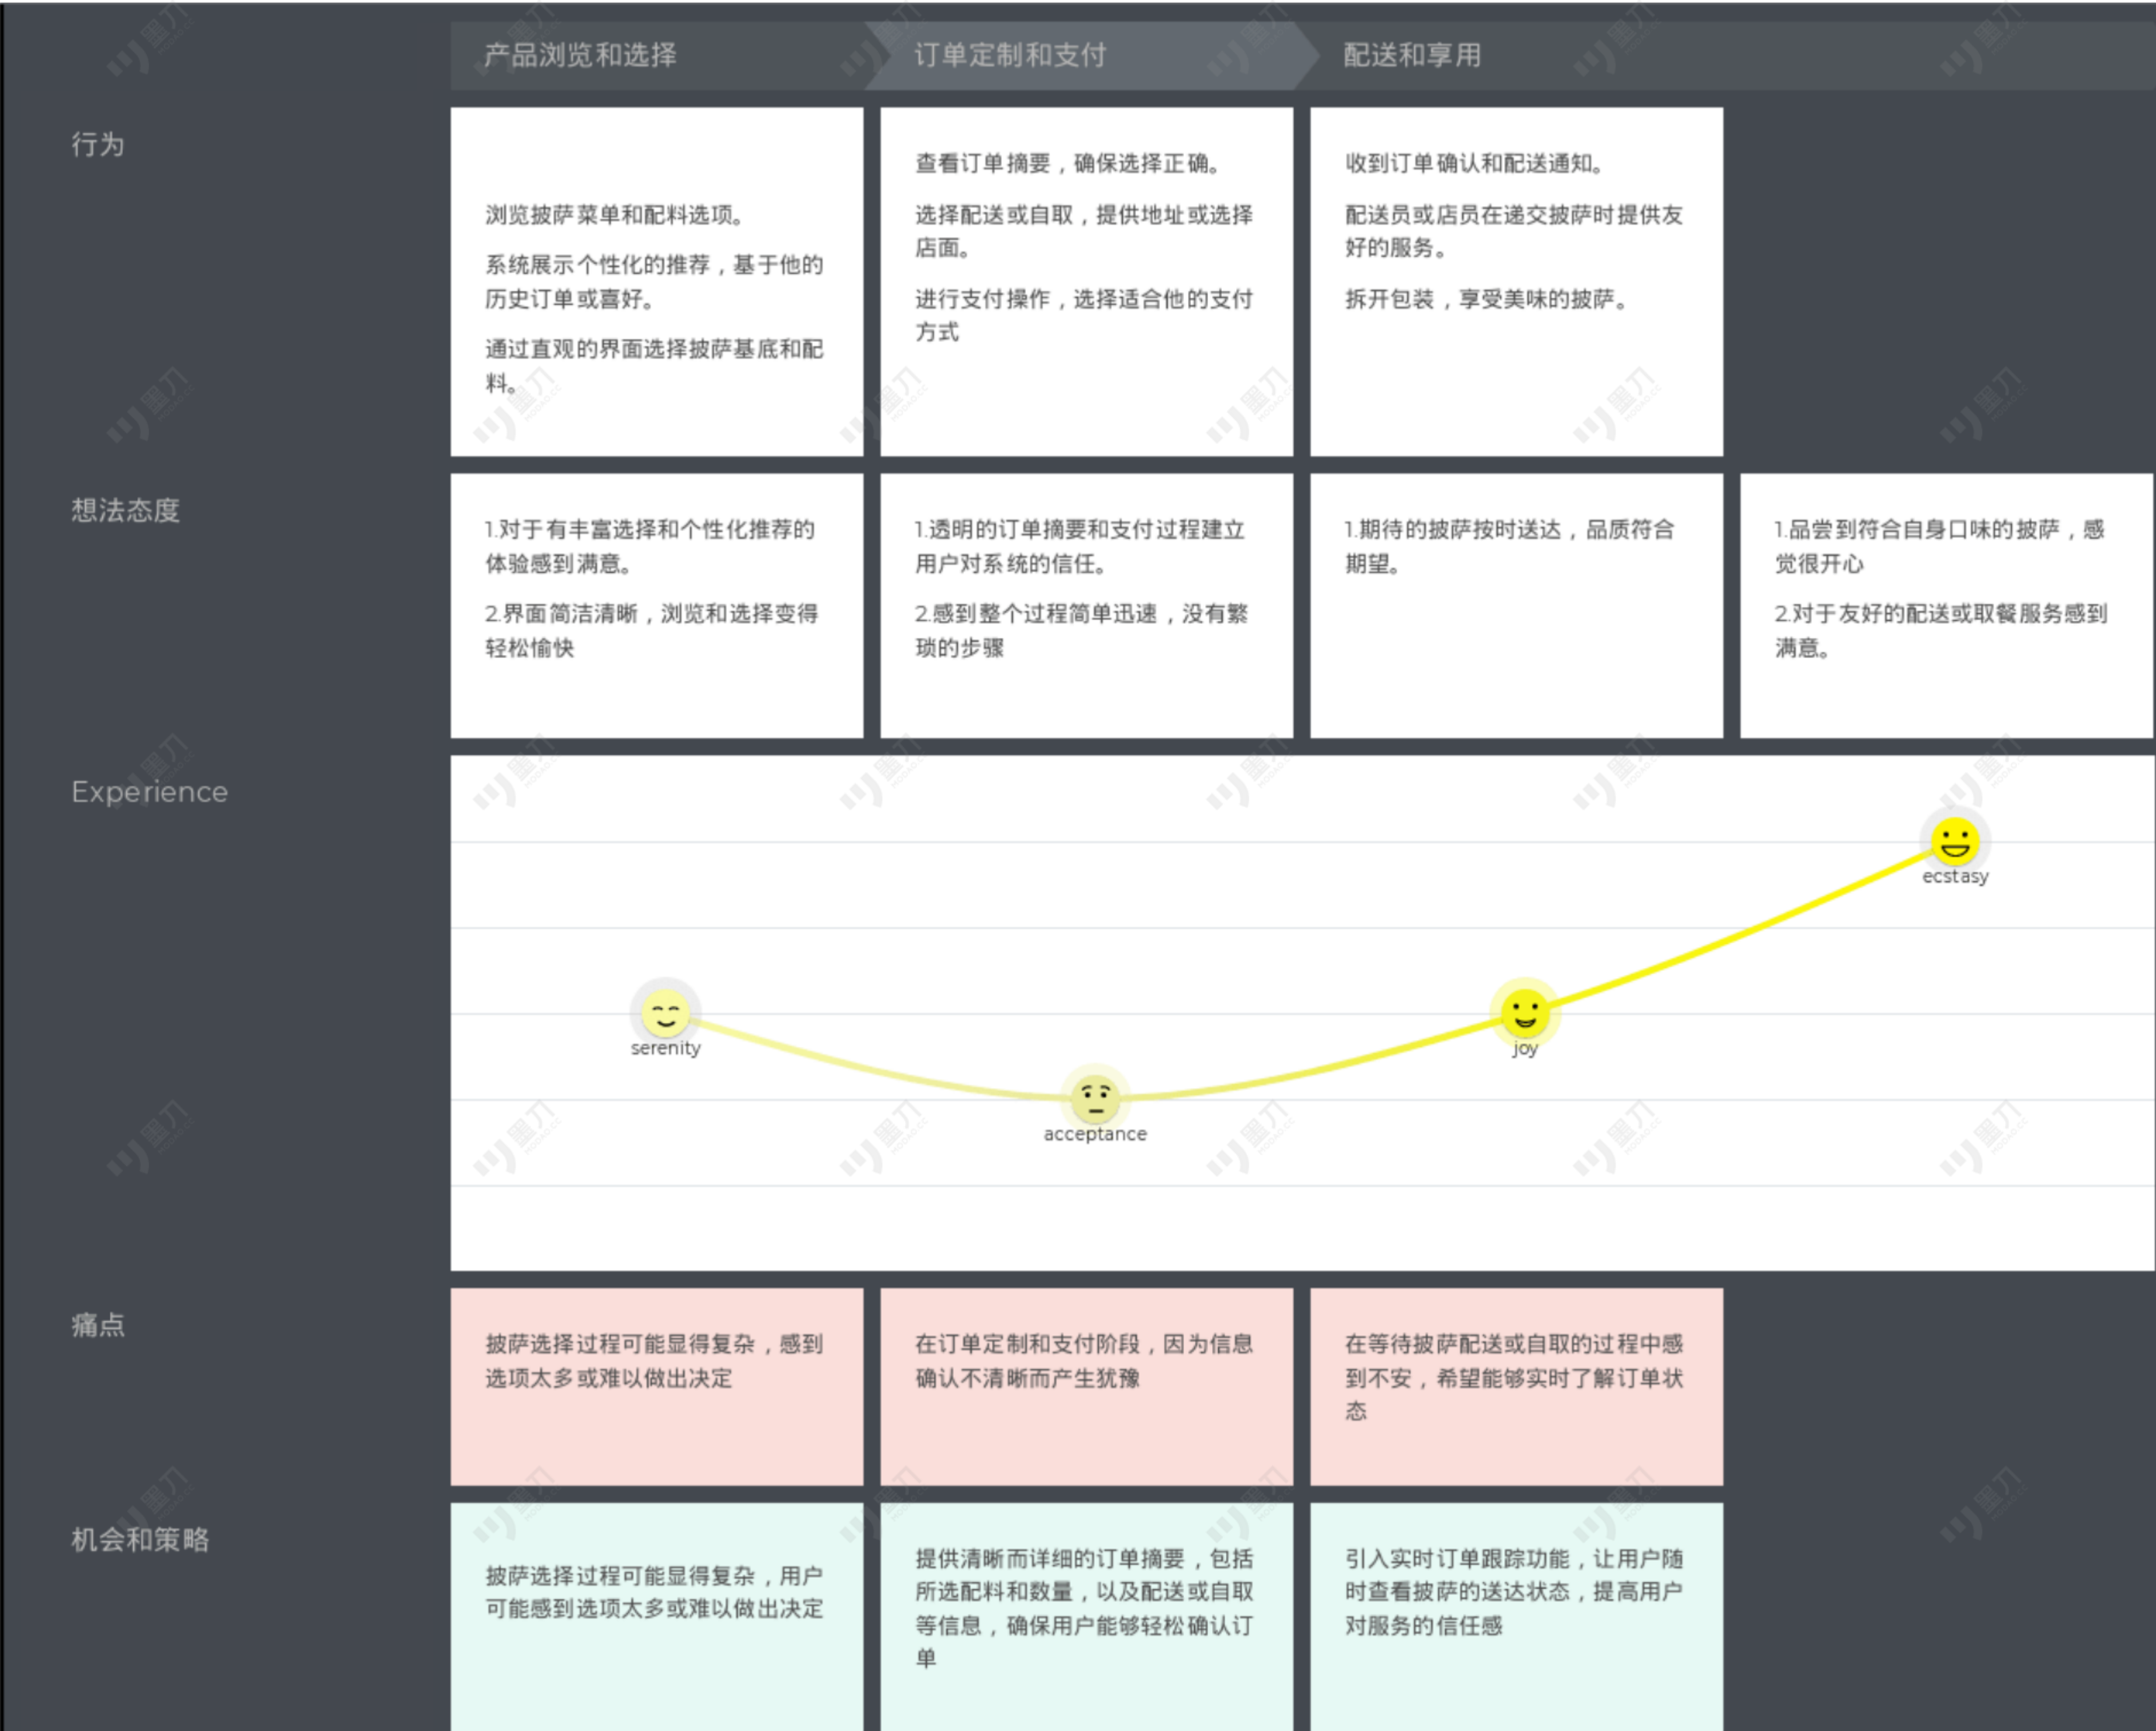 产品浏览和选择
订单定制和支付
配送和享用
行为
浏览披萨菜单和配料选项。
系统展示个性化的推荐，基于他的
历史订单或喜好。
通过直观的界面选择披萨基底和配
料。
查看订单摘要，确保选择正确。
选择配送或自取，提供地址或选择
店面。
进行支付操作，选择适合他的支付
方式
收到订单确认和配送通知。
配送员或店员在递交披萨时提供友
好的服务。
拆开包装，享受美味的披萨。
想法态度
1.对于有丰富选择和个性化推荐的
体验感到满意。
2.界面简洁清晰，浏览和选择变得
轻松愉快
1.透明的订单摘要和支付过程建立
用户对系统的信任。
2.感到整个过程简单迅速，没有繁
琐的步骤
1.期待的披萨按时送达，品质符合
期望。
1.品尝到符合自身口味的披萨，感
觉很开心
2.对于友好的配送或取餐服务感到
满意。
Experience
serenity
acceptance
joy
ecstasy
痛点
披萨选择过程可能显得复杂，感到
选项太多或难以做出决定
在订单定制和支付阶段，因为信息
确认不清晰而产生犹豫
在等待披萨配送或自取的过程中感
到不安，希望能够实时了解订单状
态
机会和策略
披萨选择过程可能显得复杂，用户
可能感到选项太多或难以做出决定
提供清晰而详细的订单摘要，包括
所选配料和数量，以及配送或自取
等信息，确保用户能够轻松确认订
单
引入实时订单跟踪功能，让用户随
时查看披萨的送达状态，提高用户
对服务的信任感
墨刀
MODAO.CC